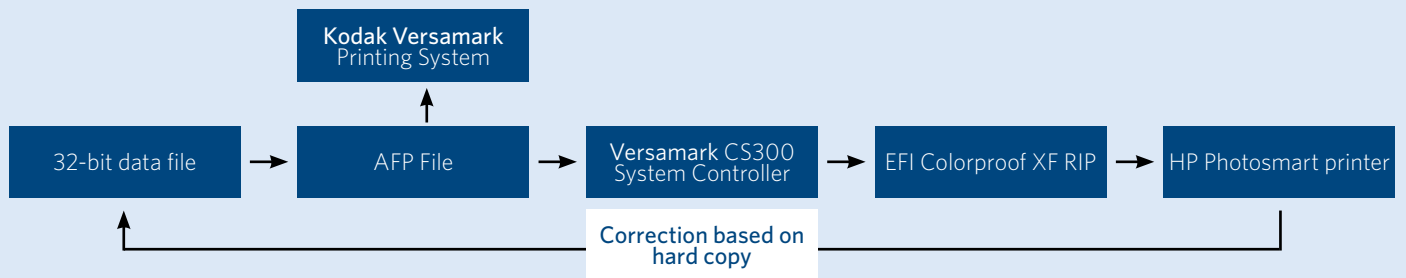 Kodak Versamark
Printing System
32-bit data file
AFP File
Versamark CS300
System Controller
EFI Colorproof XF RIP
HP Photosmart printer
Correction based on
hard copy